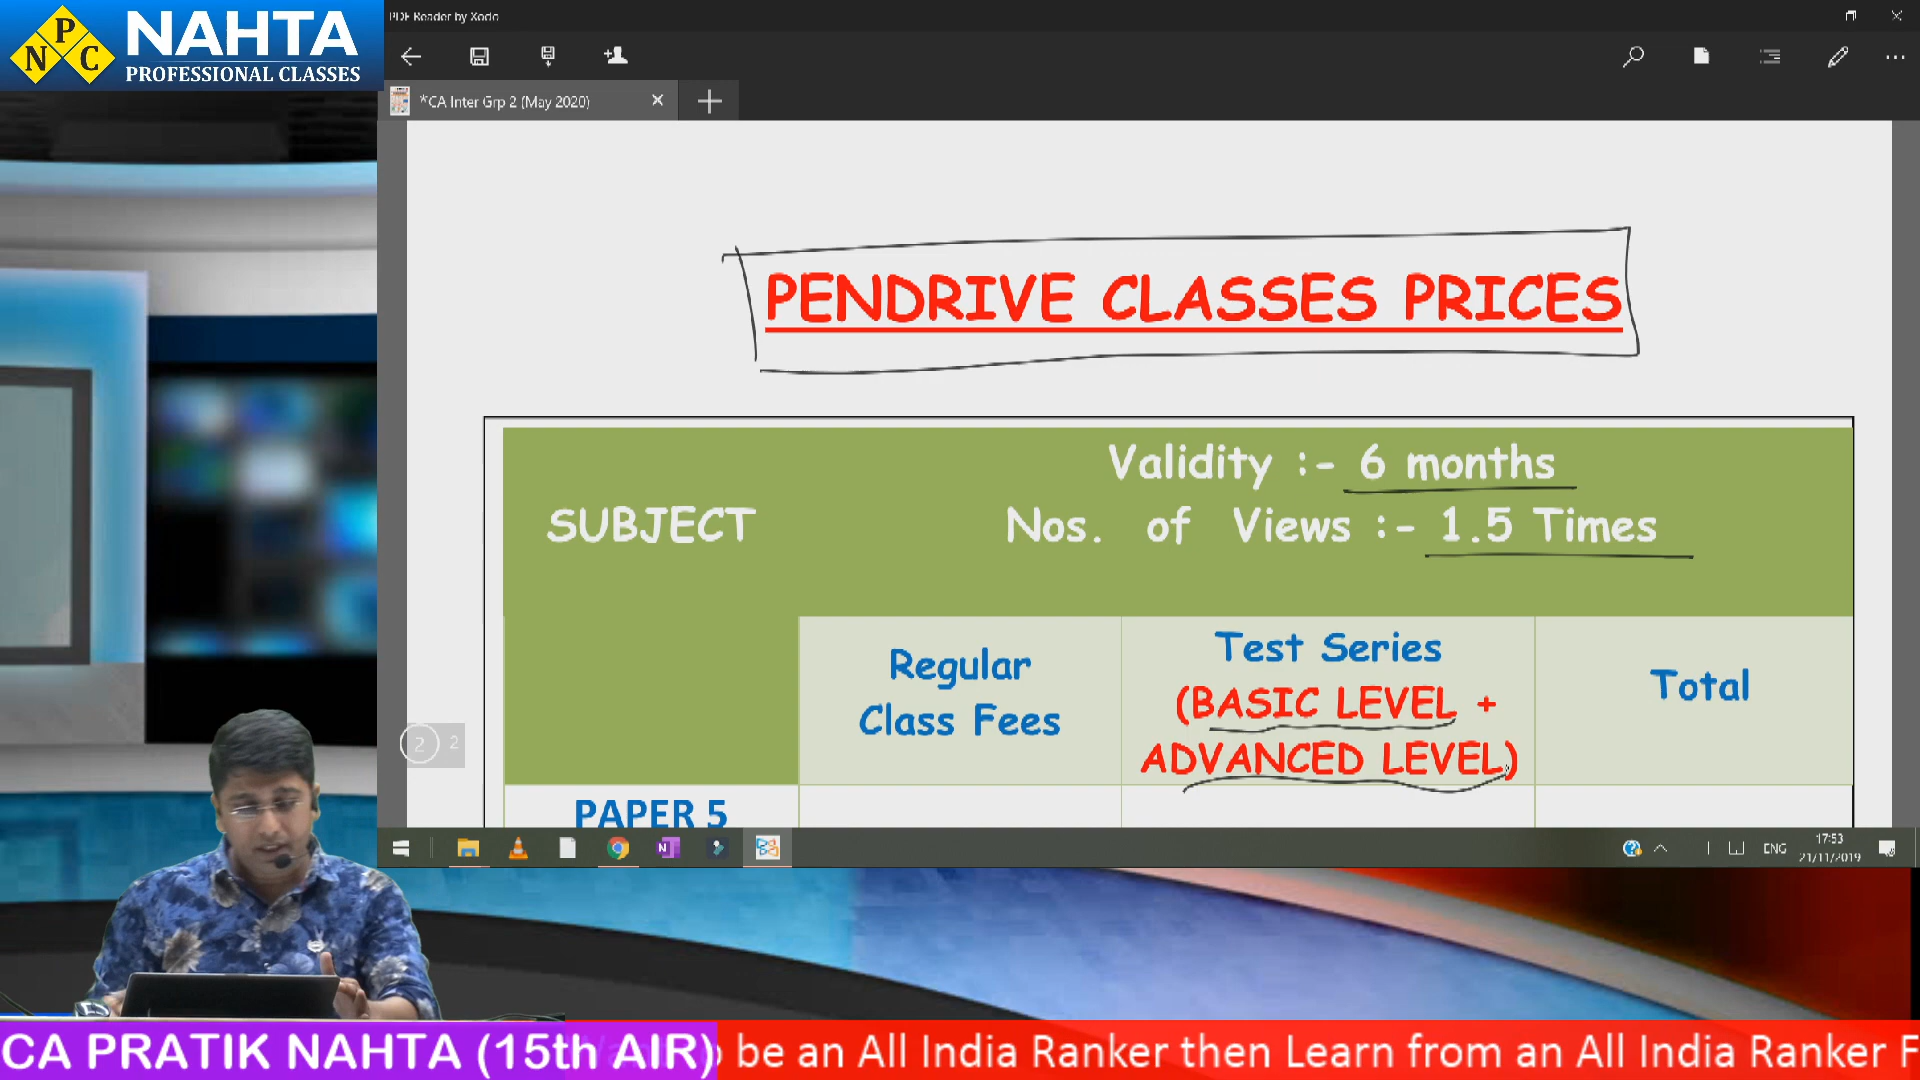 N P C
NAHTA
PROFESSIONAL CLASSES
PDF Reader by Xodo
*CA Inter Grp 2 (May 2020)
PENDRIVE CLASSES PRICES
SUBJECT
Validity :- 6 months
Nos. of Views :- 1.5 Times
Regular
Class Fees
Test Series
(BASIC LEVEL +
ADVANCED LEVEL)
Total
2 2
PAPER 5
ENG
17:53
21/11/2019
CA PRATIK NAHTA (15th AIR)
be an All India Ranker then Learn from an All India Ranker F